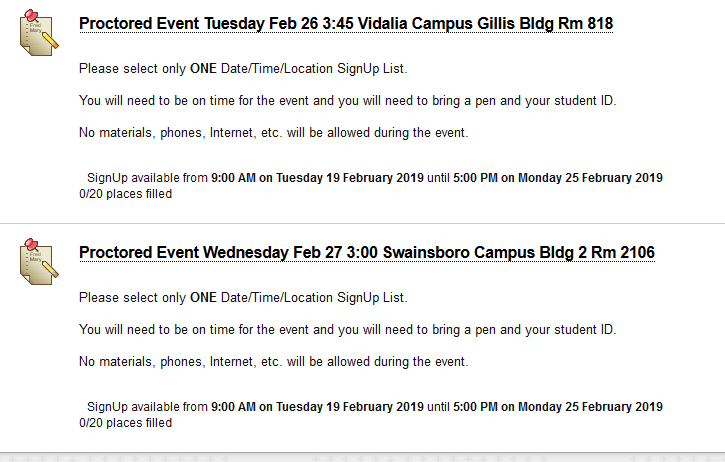 Fred
Mary
Proctored Event Tuesday Feb 26 3:45 Vidalia Campus Gillis Bldg Rm 818
Please select only ONE Date/Time/Location SignUp List.
You will need to be on time for the event and you will need to bring a pen and your student ID.
No materials, phones, Internet, etc. will be allowed during the event.
SignUp available from 9:00 AM on Tuesday 19 February 2019 until 5:00 PM on Monday 25 February 2019
0/20 places filled
Fred
Mary
Proctored Event Wednesday Feb 27 3:00 Swainsboro Campus Bldg 2 Rm 2106
Please select only ONE Date/Time/Location SignUp List.
You will need to be on time for the event and you will need to bring a pen and your student ID.
No materials, phones, Internet, etc. will be allowed during the event.
SignUp available from 9:00 AM on Tuesday 19 February 2019 until 5:00 PM on Monday 25 February 2019
0/20 places filled